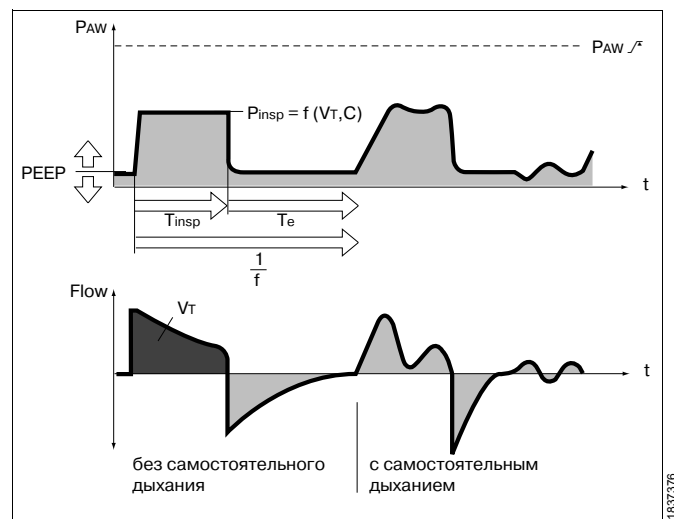 PAW
PAW
Pinsp = f (VT,C)
PEEP
t
Tinsp
Te
1
f
Flow
VT
t
без самостоятельного
дыхания
с самостоятельным
дыханием
1837376